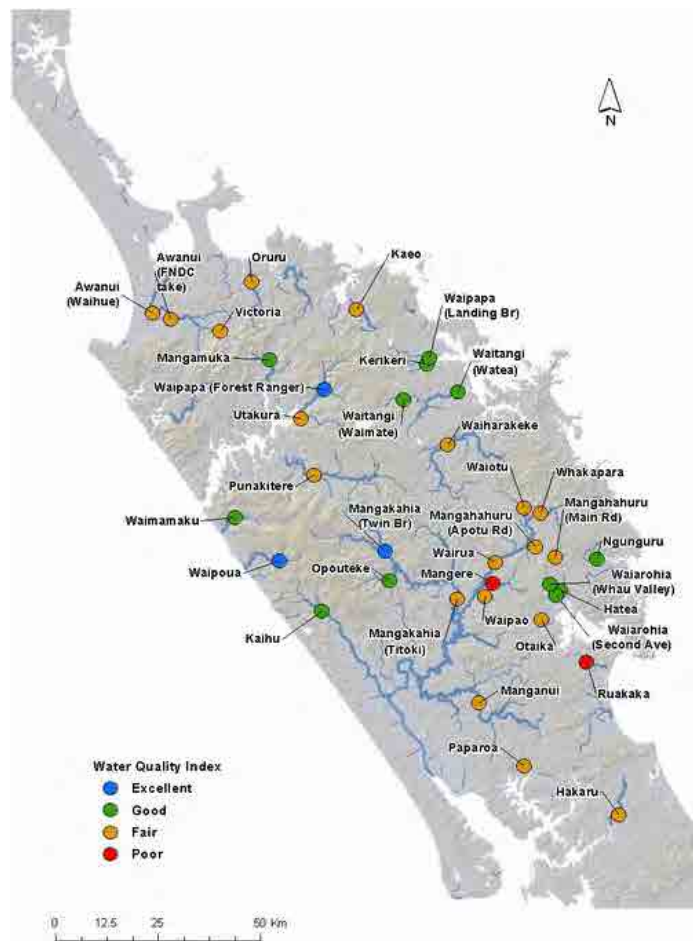 N
Oruru
Kaeo
Awanui
(FNDC
take)
Awanui
(Waihue)
Victoria
Waipapa
(Landing Br)
Mangamuka
Kerikeri
Waitangi
(Watea)
Waipapa (Forest Ranger)
Utakura
Waitangi
(Waimate)
Waiharakeke
Waiotu
Whakapara
Punakitere
Mangakahia
(Twin Br)
Mangahahuru
(Apotu Rd)
Mangahahuru
(Main Rd)
Waimamaku
Ngunguru
Wairua
Waipoua
Opouteke
Mangere
Waiarohia
(Whau Valley)
Hatea
Kaihu
Mangakahia
(Titoki)
Waipao
Otaika
Waiarohia
(Second Ave)
Ruakaka
Manganui
Paparoa
Hakaru
Water Quality Index
Excellent
Good
Fair
Poor
0 12.5 25 50 Km